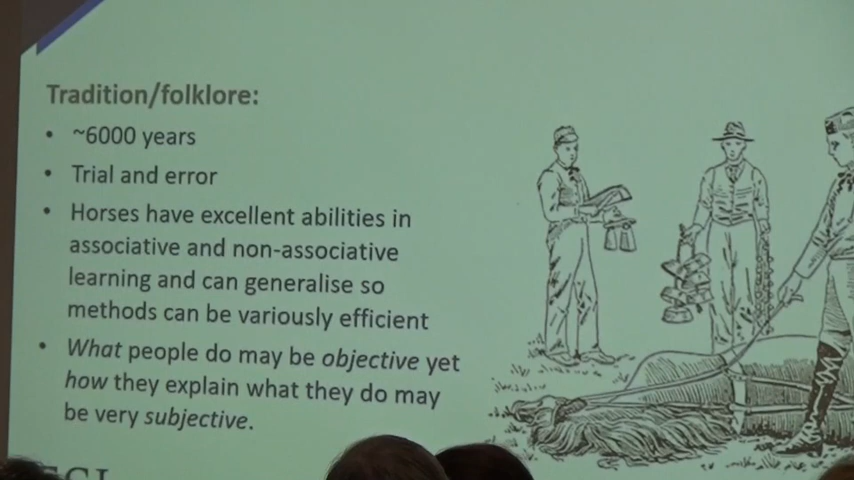 Tradition/folklore:
• ~6000 years
• Trial and error
• Horses have excellent abilities in
associative and non-associative
learning and can generalise so
methods can be variously efficient
• What people do may be objective yet
how they explain what they do may
be very subjective.